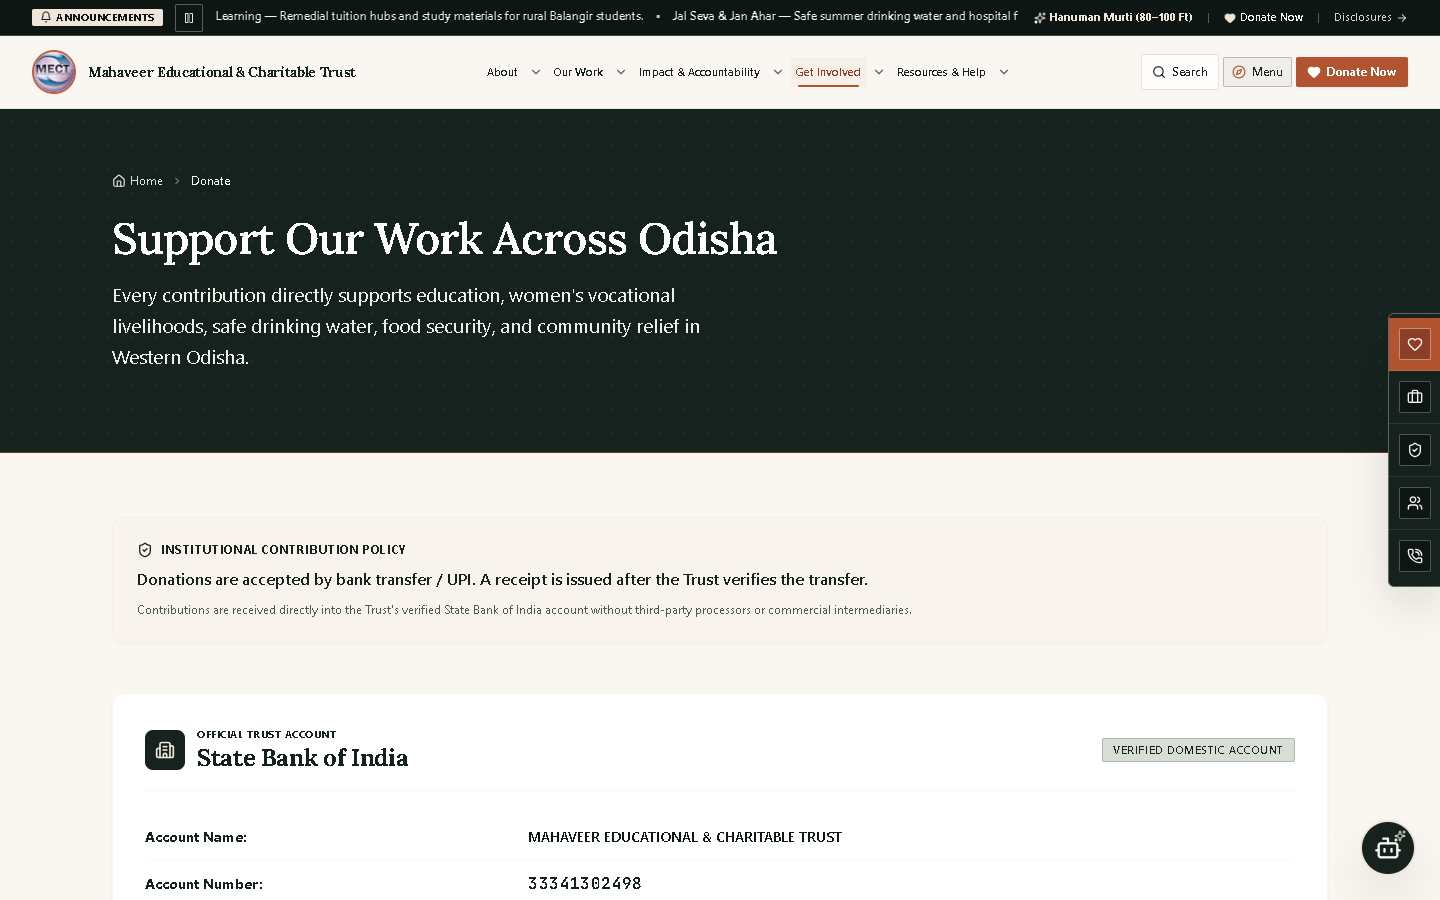 ANNOUNCEMENTS
Learning — Remedial tuition hubs and study materials for rural Balangir students. • Jal Seva & Jan Ahar — Safe summer drinking water and hospital f
Hanuman Murti (80–100 Ft) | Donate Now | Disclosures →
MECT
Mahaveer Educational & Charitable Trust
About
Our Work
Impact & Accountability
Get Involved
Resources & Help
Search
Menu
Donate Now
Home > Donate
Support Our Work Across Odisha
Every contribution directly supports education, women's vocational
livelihoods, safe drinking water, food security, and community relief in
Western Odisha.
INSTITUTIONAL CONTRIBUTION POLICY
Donations are accepted by bank transfer / UPI. A receipt is issued after the Trust verifies the transfer.
Contributions are received directly into the Trust's verified State Bank of India account without third-party processors or commercial intermediaries.
OFFICIAL TRUST ACCOUNT
State Bank of India
VERIFIED DOMESTIC ACCOUNT
Account Name: MAHAVEER EDUCATIONAL & CHARITABLE TRUST
Account Number: 33341302498